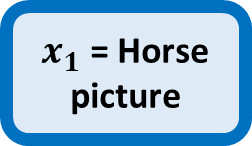 x₁ = Horse
picture